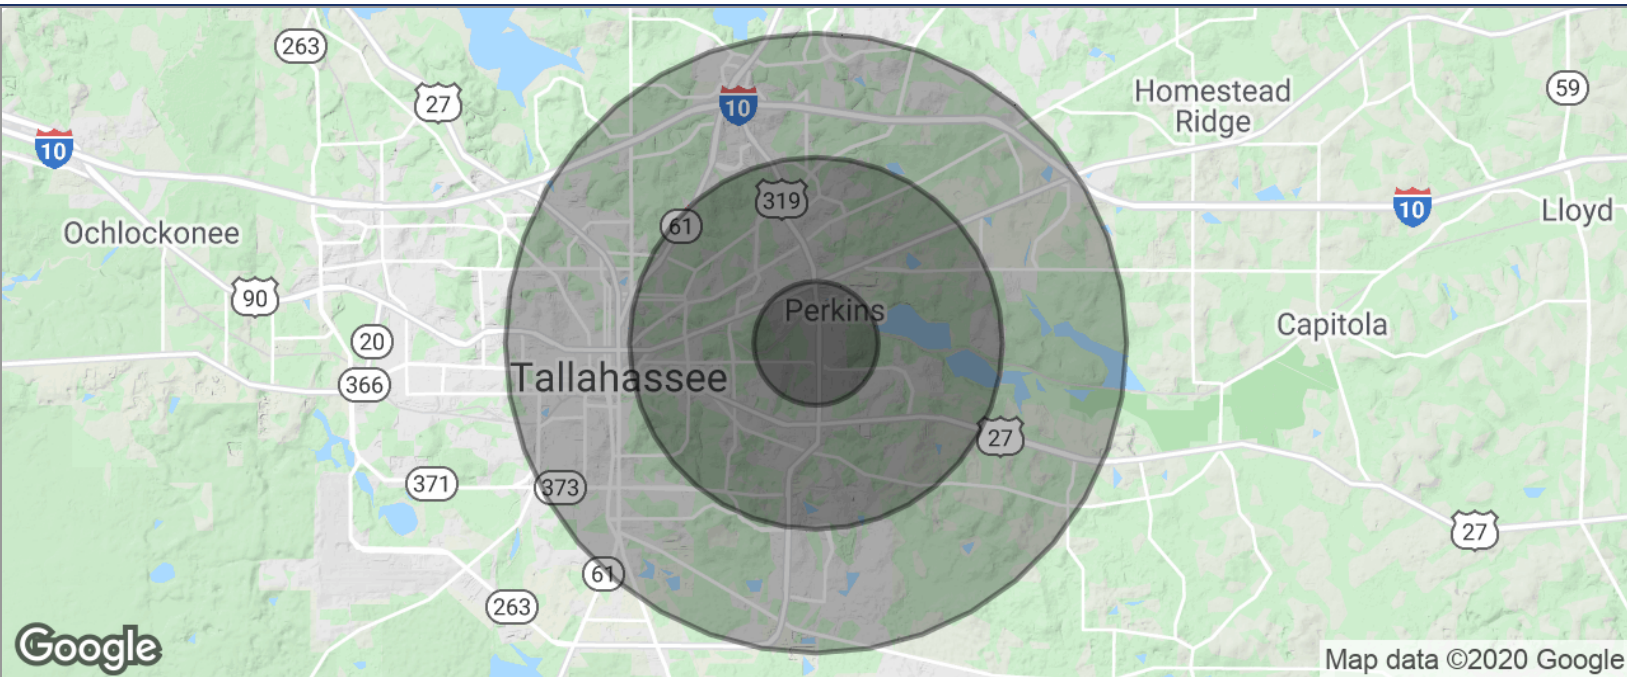 263
27
10
59
Homestead
Ridge
10
10
319
61
Lloyd
Ochlockonee
90
Perkins
20
Capitola
366
Tallahassee
27
371
373
27
61
263
Google
Map data ©2020 Google